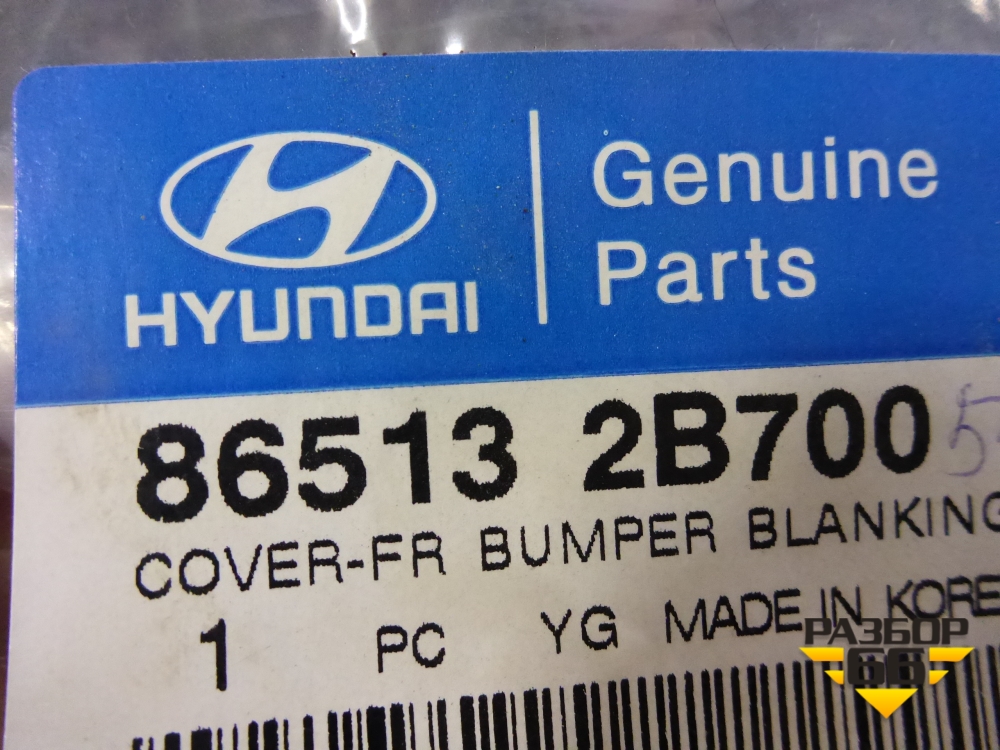 HYUNDAI
Genuine
Parts
86513 2B700
COVER-FR BUMPER BLANKING
1 PC YG MADE IN KORE
РАЗБОР
66